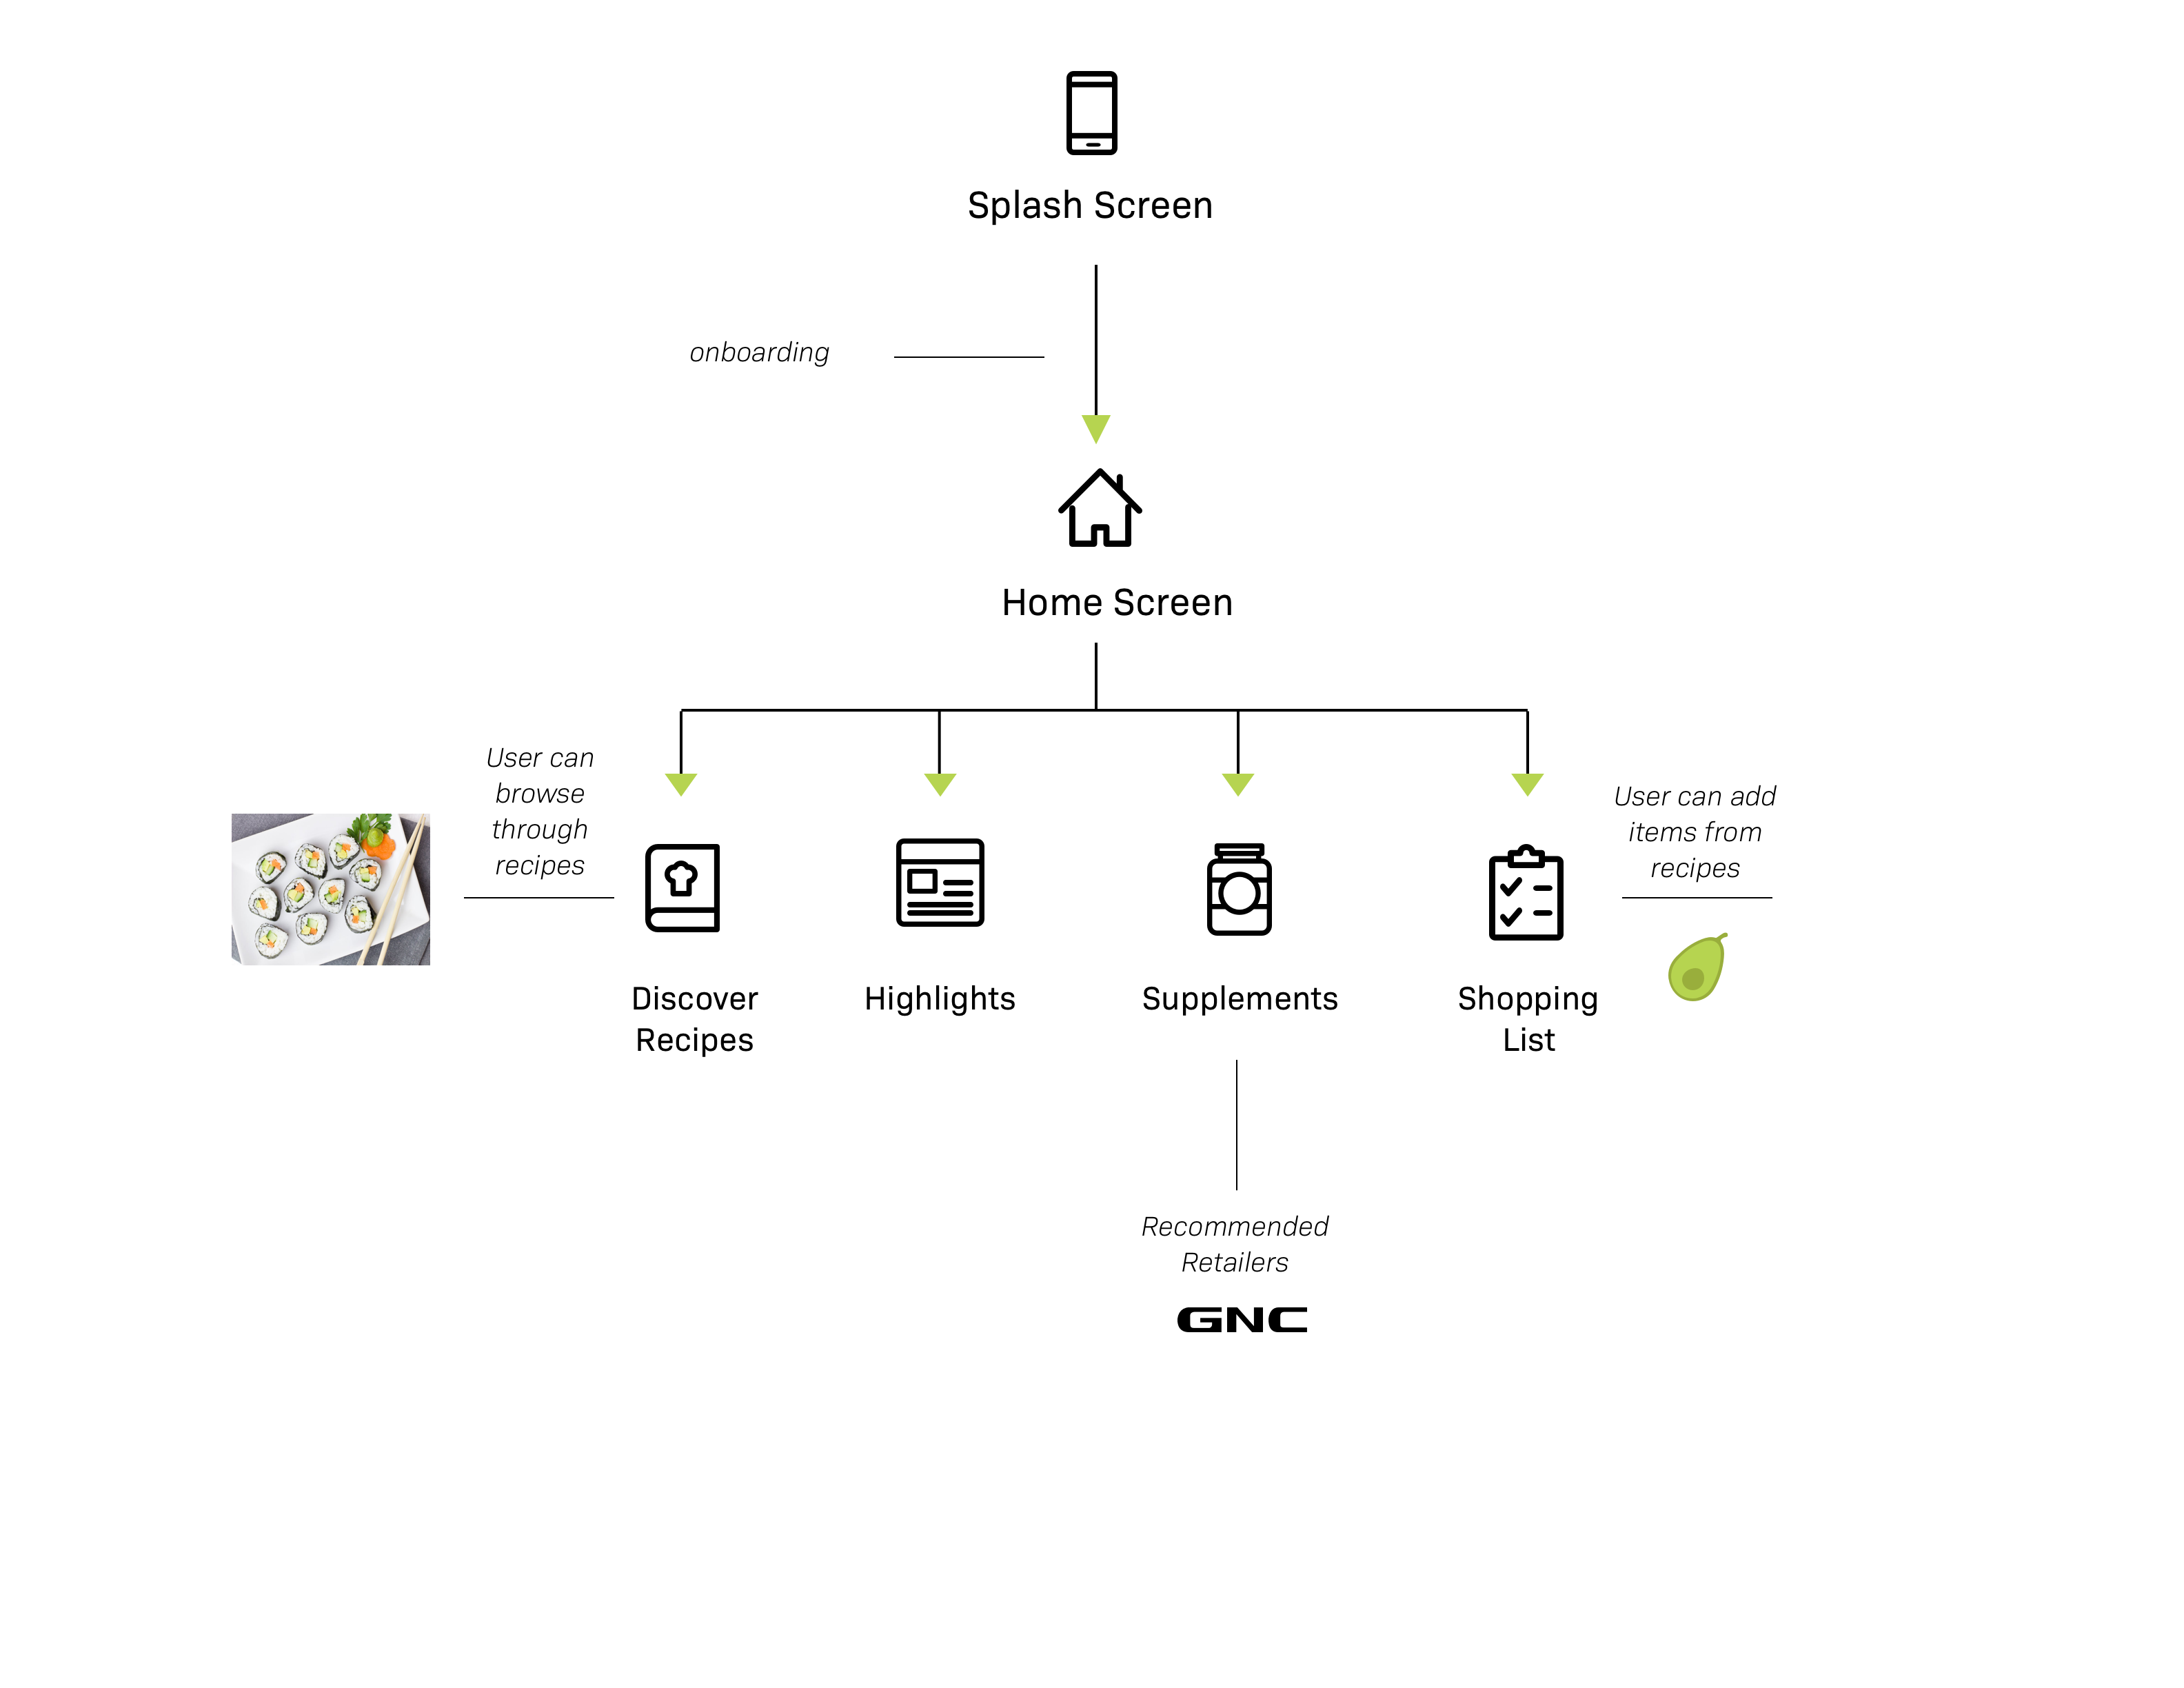 Splash Screen
onboarding
Home Screen
User can
browse
through
recipes
User can add
items from
recipes
Discover
Recipes
Highlights
Supplements
Shopping
List
Recommended
Retailers
GNC